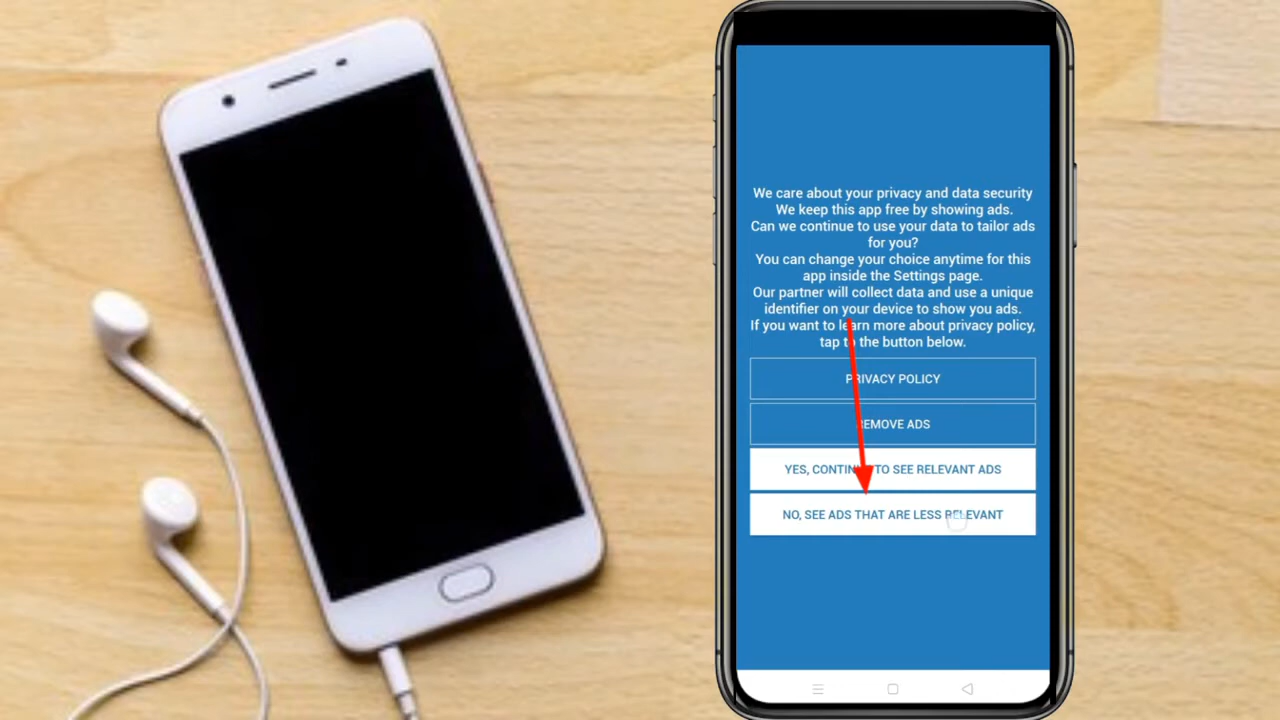 We care about your privacy and data security
We keep this app free by showing ads.
Can we continue to use your data to tailor ads
for you?
You can change your choice anytime for this
app inside the Settings page.
Our partner will collect data and use a unique
identifier on your device to show you ads.
If you want to learn more about privacy policy,
tap to the button below.
PRIVACY POLICY
REMOVE ADS
YES, CONTINUE TO SEE RELEVANT ADS
NO, SEE ADS THAT ARE LESS RELEVANT